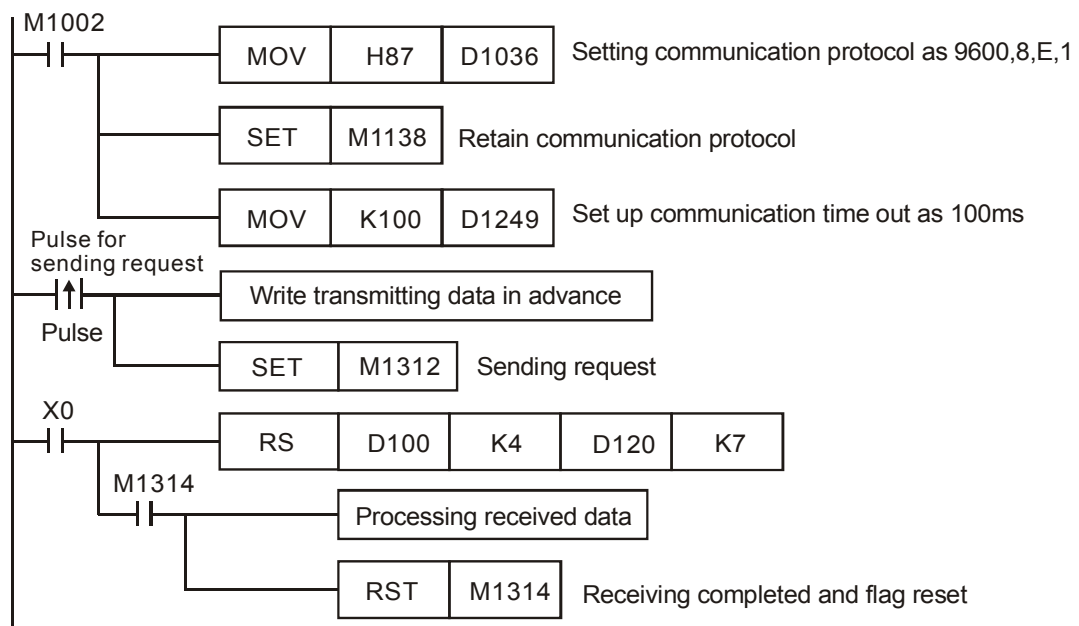 M1002
MOV H87 D1036 Setting communication protocol as 9600,8,E,1
SET M1138 Retain communication protocol
MOV K100 D1249 Set up communication time out as 100ms
Pulse for
sending request
Write transmitting data in advance
Pulse
SET M1312 Sending request
X0
RS D100 K4 D120 K7
M1314
Processing received data
RST M1314 Receiving completed and flag reset